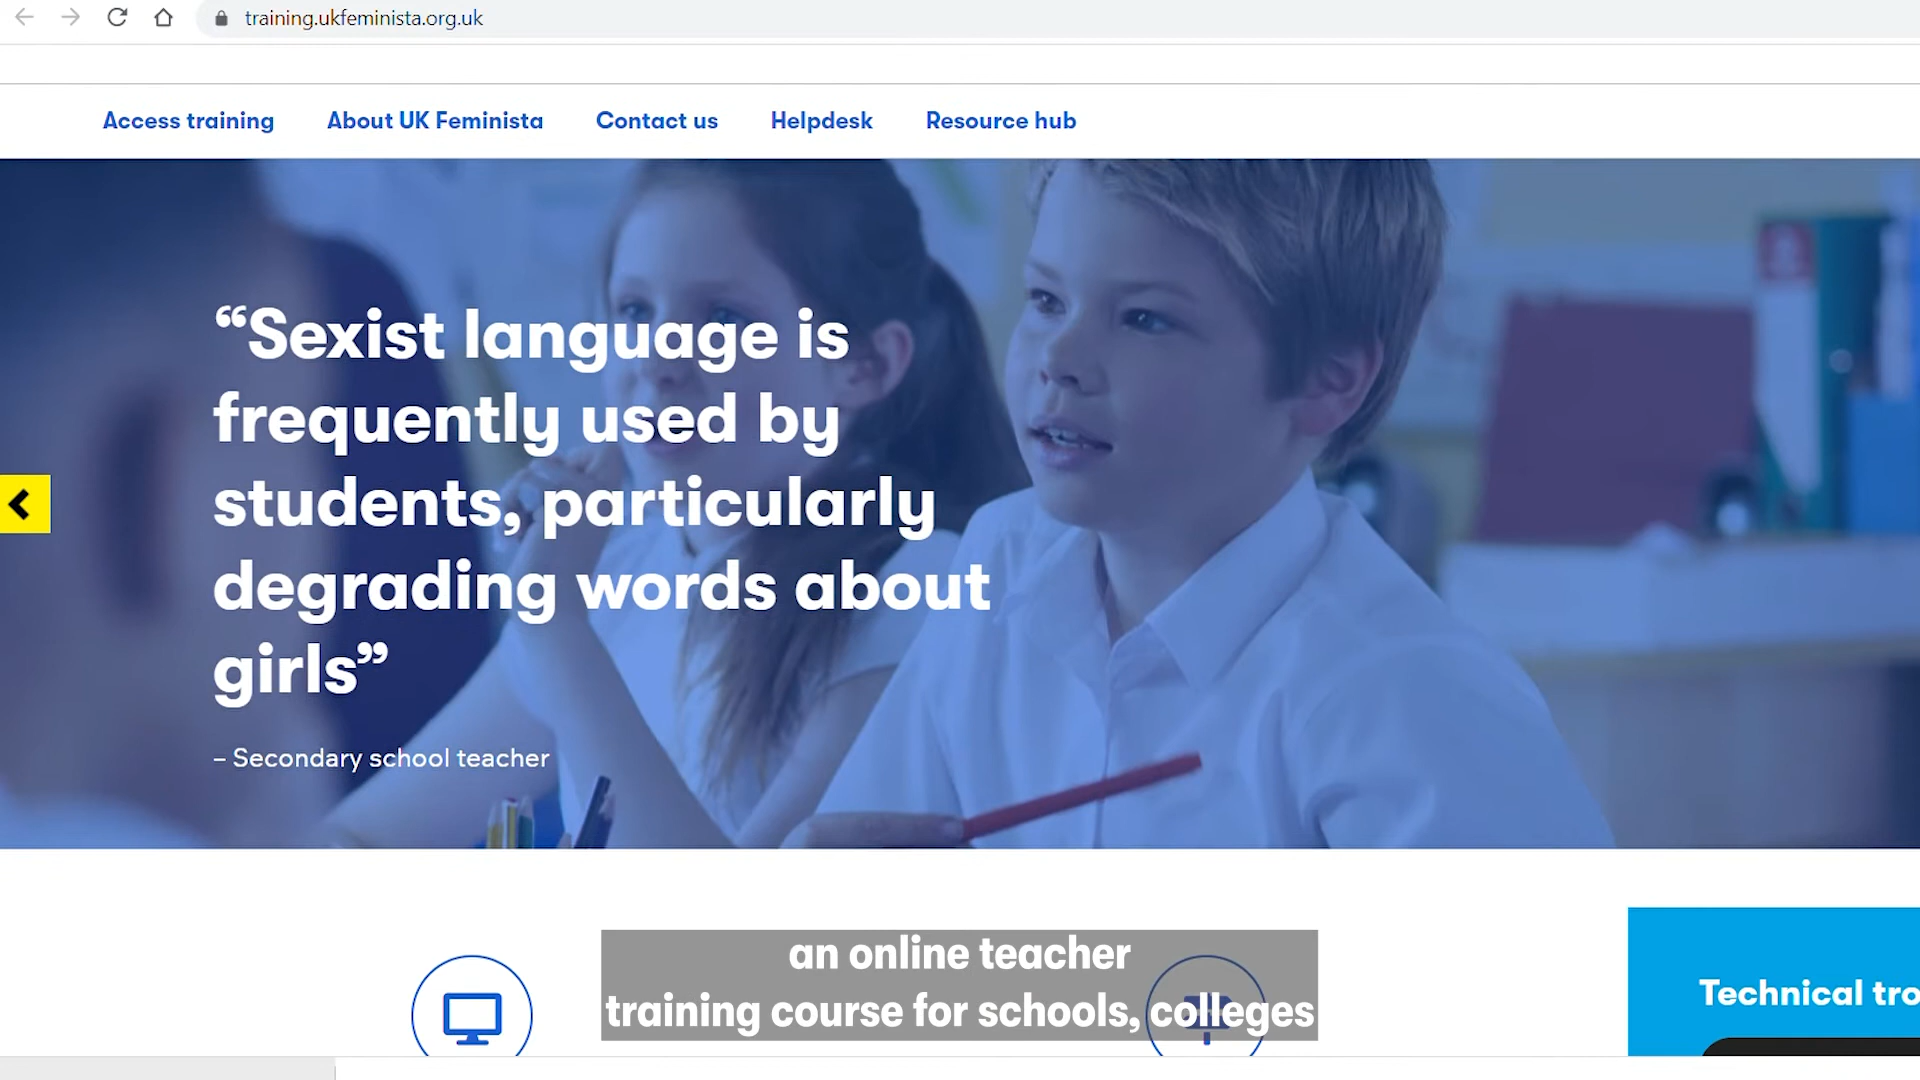 training.ukfeminista.org.uk
Access training
About UK Feminista
Contact us
Helpdesk
Resource hub
“Sexist language is
frequently used by
students, particularly
degrading words about
girls”
– Secondary school teacher
an online teacher
training course for schools, colleges
Technical